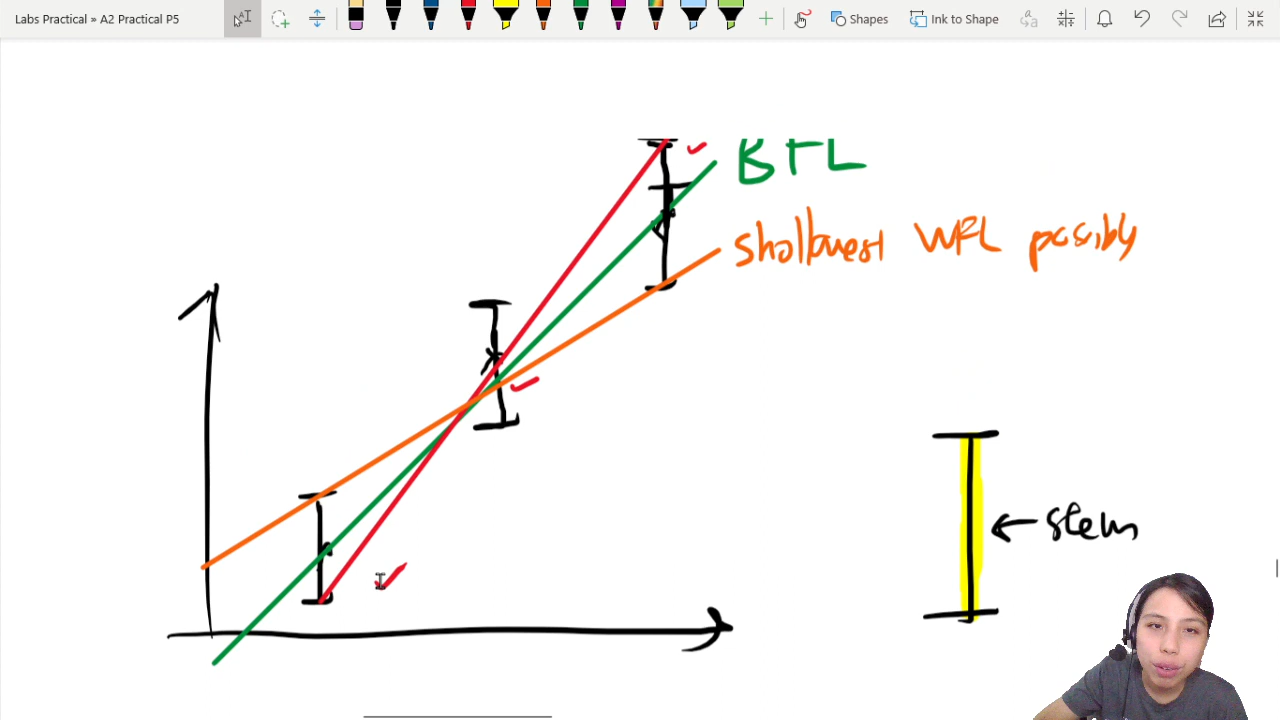 Labs Practical » A2 Practical P5
Shapes
Ink to Shape
BFL
shallowest WFL possibly
stem